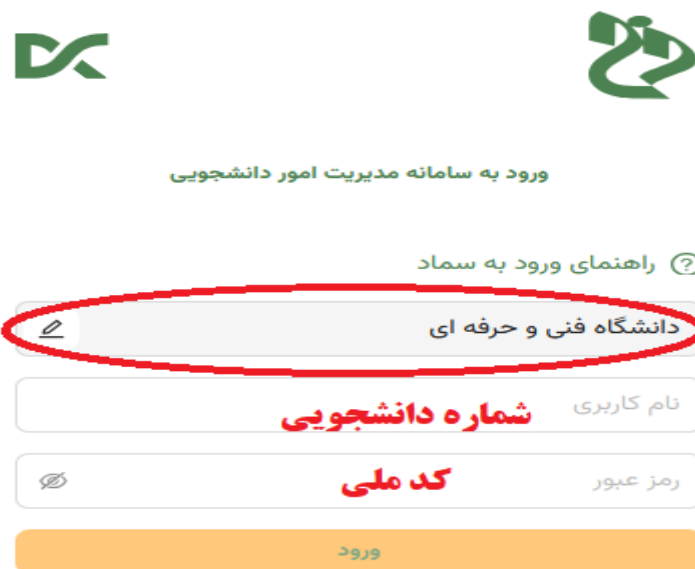 ورود به سامانه مدیریت امور دانشجویی
راهنمای ورود به سماد
دانشگاه فنی و حرفه ای
نام کاربری شماره دانشجویی
رمز عبور کد ملی
ورود